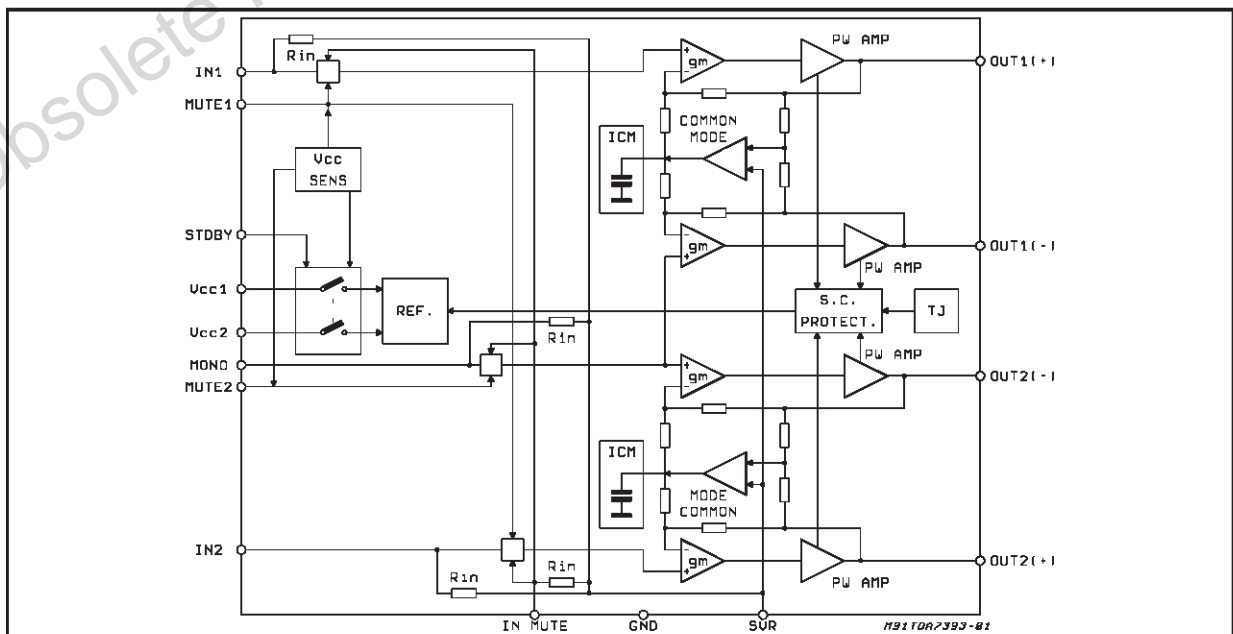 obsolete
Rin
PW AMP
IN1
gm
OUT1(+)
MUTE1
ICM
COMMON
MODE
Vcc
SENS
STDBY
gm
OUT1(-)
PW AMP
Vcc1
REF.
S.C.
PROTECT.
TJ
Vcc2
Rin
MONO
PW AMP
gm
OUT2(-)
MUTE2
ICM
MODE
COMMON
IN2
gm
OUT2(+)
Rin
Rin
PW AMP
IN MUTE
GND
SVR
M91TDA7393-01